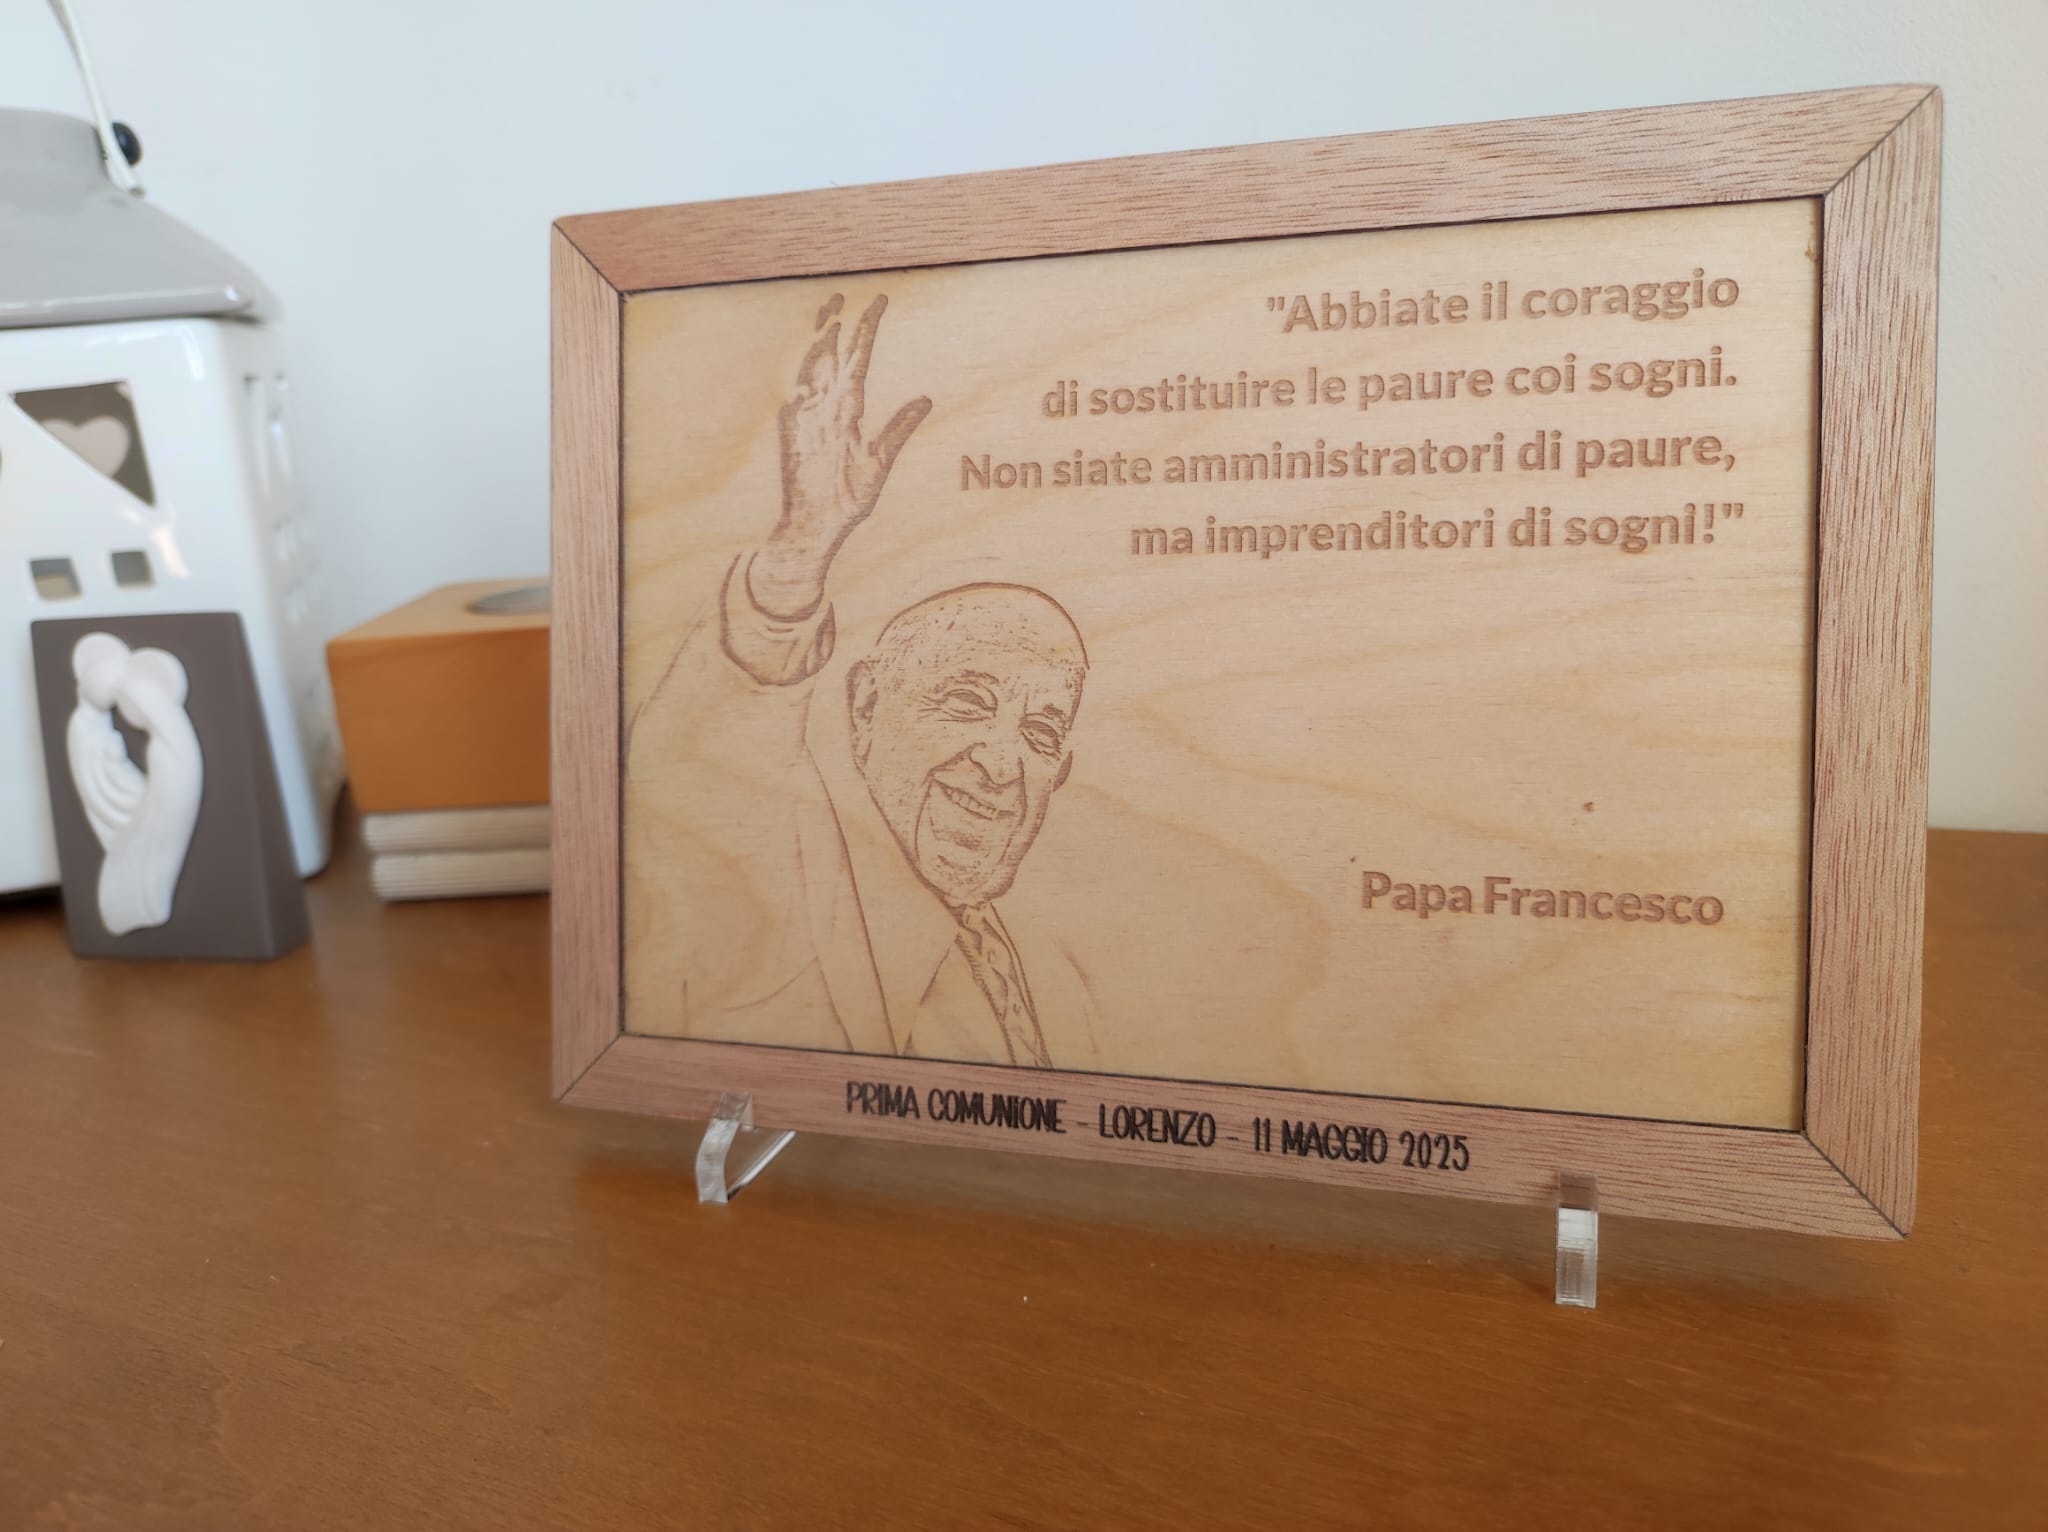 "Abbiate il coraggio
di sostituire le paure coi sogni.
Non siate amministratori di paure,
ma imprenditori di sogni!"
Papa Francesco
PRIMA COMUNIONE - LORENZO - 11 MAGGIO 2025